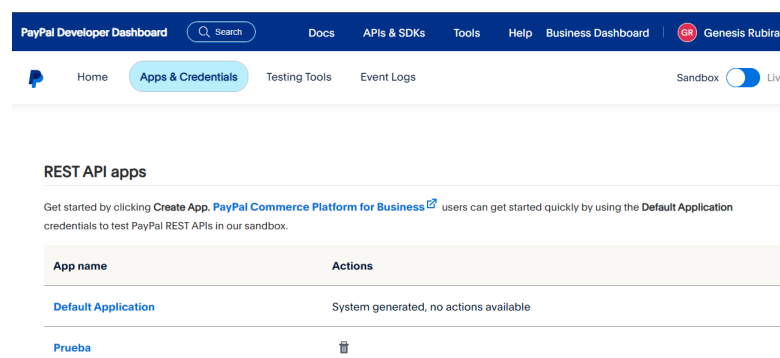 PayPal Developer Dashboard Search Docs APIs & SDKs Tools Help Business Dashboard GR Genesis Rubira
Home Apps & Credentials Testing Tools Event Logs Sandbox
REST API apps
Get started by clicking Create App. PayPal Commerce Platform for Business users can get started quickly by using the Default Application
credentials to test PayPal REST APIs in our sandbox.
App name Actions
Default Application System generated, no actions available
Prueba